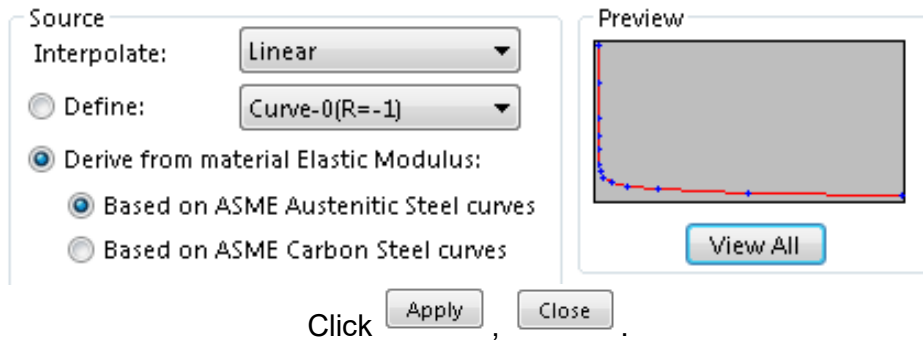 Source
Interpolate: Linear
Define: Curve-0(R=-1)
Derive from material Elastic Modulus:
Based on ASME Austenitic Steel curves
Based on ASME Carbon Steel curves
Preview
View All
Click Apply , Close .